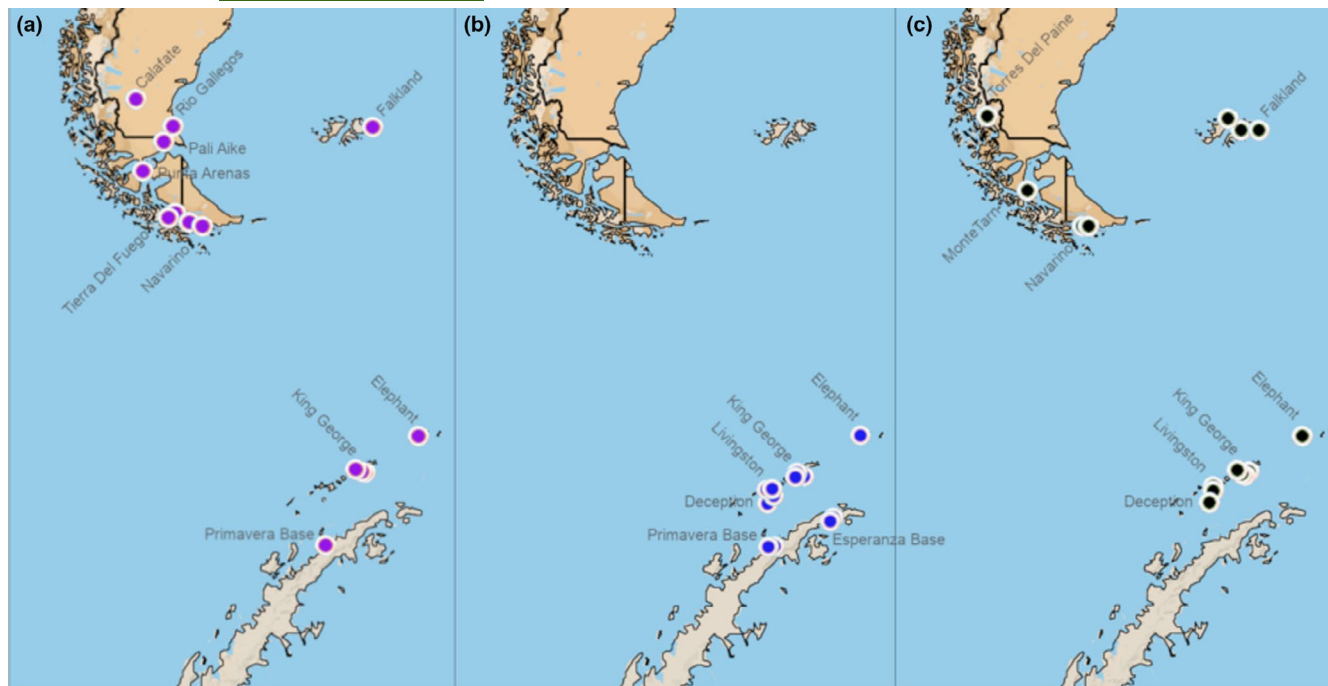 (a)
Calafate
Rio Gallegos
Falkland
Pali Aike
Punta Arenas
Tierra Del Fuego
Navarino
Elephant
King George
Primavera Base
(b)
Elephant
King George
Livingston
Deception
Primavera Base
Esperanza Base
(c)
Torres Del Paine
Falkland
MonteTarn
Navarino
Elephant
King George
Livingston
Deception